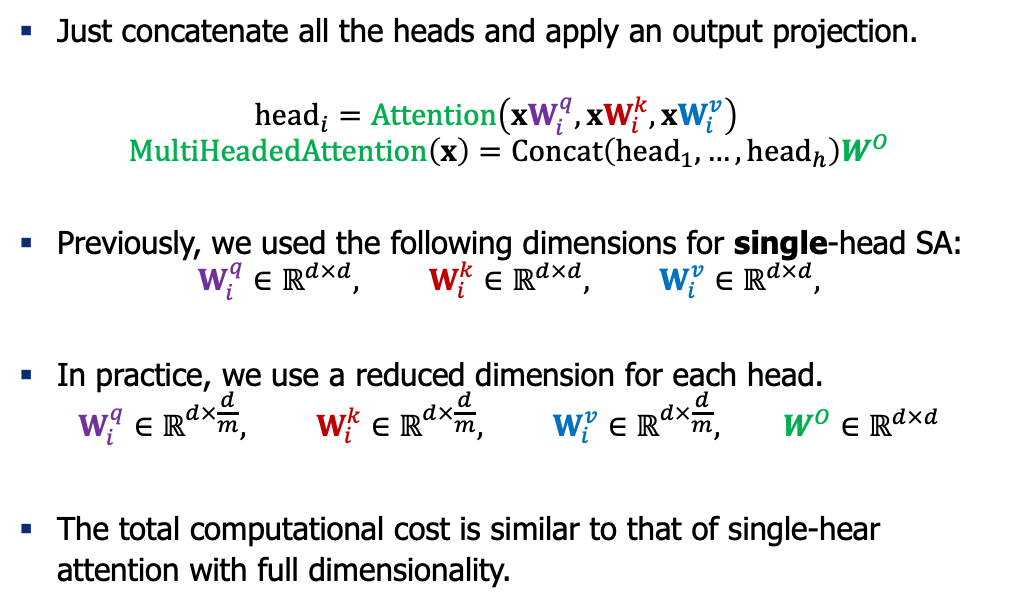 ▪ Just concatenate all the heads and apply an output projection.
headᵢ = Attention(𝐱𝐖ᵢ^q, 𝐱𝐖ᵢ^k, 𝐱𝐖ᵢ^v)
MultiHeadedAttention(𝐱) = Concat(head₁, …, headₕ)𝑾^O
▪ Previously, we used the following dimensions for single-head SA:
𝐖ᵢ^q ∈ ℝ^{d×d}, 𝐖ᵢ^k ∈ ℝ^{d×d}, 𝐖ᵢ^v ∈ ℝ^{d×d},
▪ In practice, we use a reduced dimension for each head.
𝐖ᵢ^q ∈ ℝ^{d×d/m}, 𝐖ᵢ^k ∈ ℝ^{d×d/m}, 𝐖ᵢ^v ∈ ℝ^{d×d/m}, 𝑾^O ∈ ℝ^{d×d}
▪ The total computational cost is similar to that of single-hear
attention with full dimensionality.